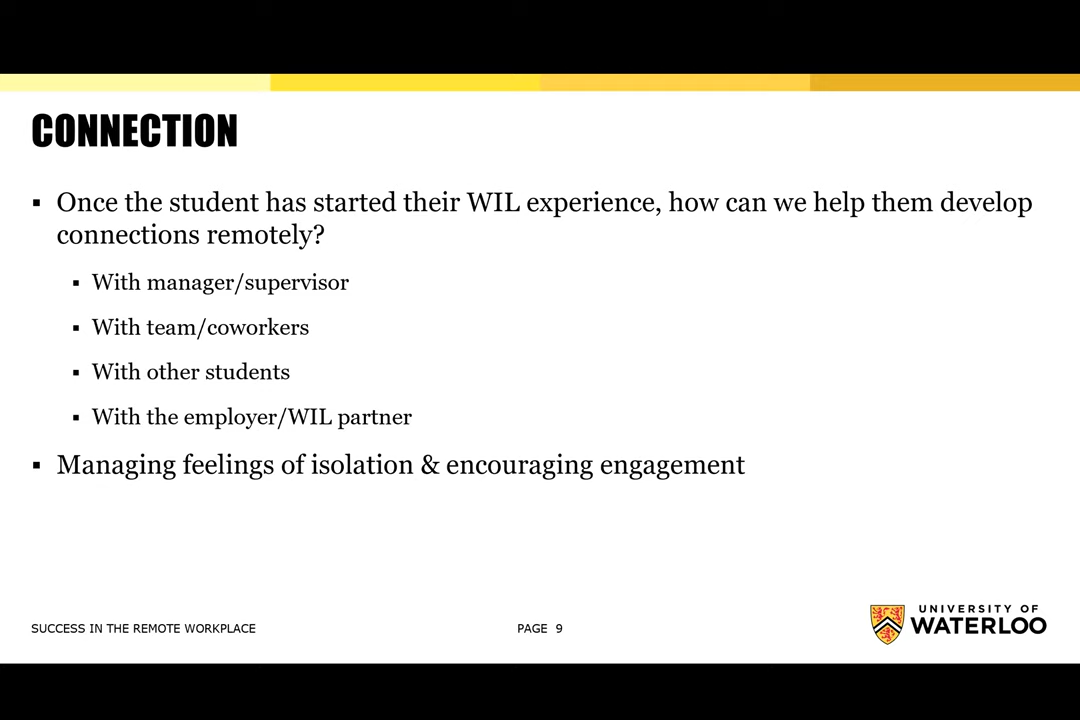 CONNECTION
▪ Once the student has started their WIL experience, how can we help them develop
connections remotely?
▪ With manager/supervisor
▪ With team/coworkers
▪ With other students
▪ With the employer/WIL partner
▪ Managing feelings of isolation & encouraging engagement
SUCCESS IN THE REMOTE WORKPLACE
PAGE 9
UNIVERSITY OF
WATERLOO